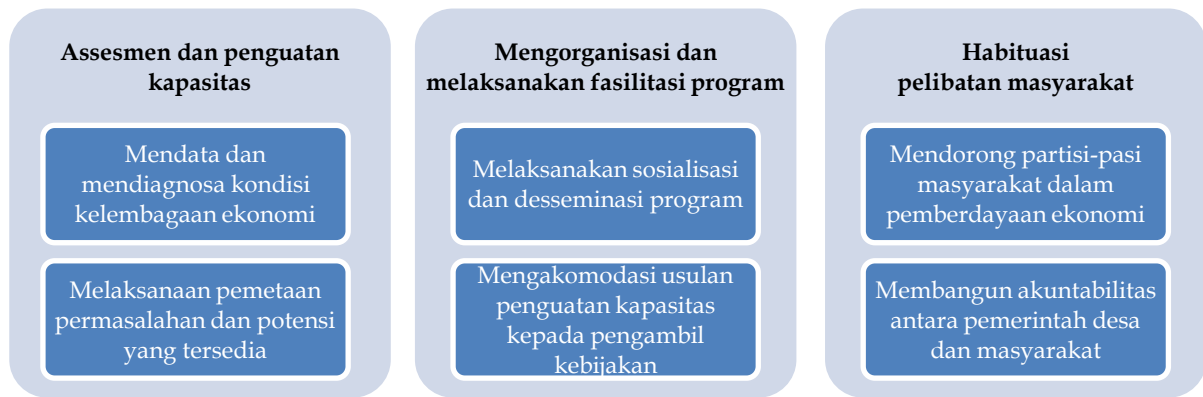 Assesmen dan penguatan
kapasitas
Mendata dan
mendiagnosa kondisi
kelembagaan ekonomi
Melaksanaan pemetaan
permasalahan dan potensi
yang tersedia
Mengorganisasi dan
melaksanakan fasilitasi program
Melaksanakan sosialisasi
dan desseminasi program
Mengakomodasi usulan
penguatan kapasitas
kepada pengambil
kebijakan
Habituasi
pelibatan masyarakat
Mendorong partisi-pasi
masyarakat dalam
pemberdayaan ekonomi
Membangun akuntabilitas
antara pemerintah desa
dan masyarakat